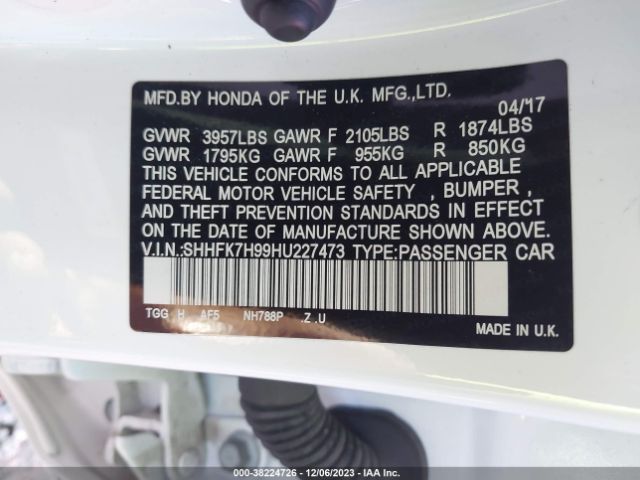 MFD.BY HONDA OF THE U.K. MFG.,LTD.
04/'17
GVWR 3957LBS GAWR F 2105LBS R 1874LBS
GVWR 1795KG GAWR F 955KG R 850KG
THIS VEHICLE CONFORMS TO ALL APPLICABLE
FEDERAL MOTOR VEHICLE SAFETY , BUMPER ,
AND THEFT PREVENTION STANDARDS IN EFFECT
ON THE DATE OF MANUFACTURE SHOWN ABOVE.
V.I.N.:SHHFK7H99HU227473 TYPE:PASSENGER CAR
TGG H AF5 NH788P .Z .U
MADE IN U.K.
000-38224726 - 12/06/2023 - IAA Inc.